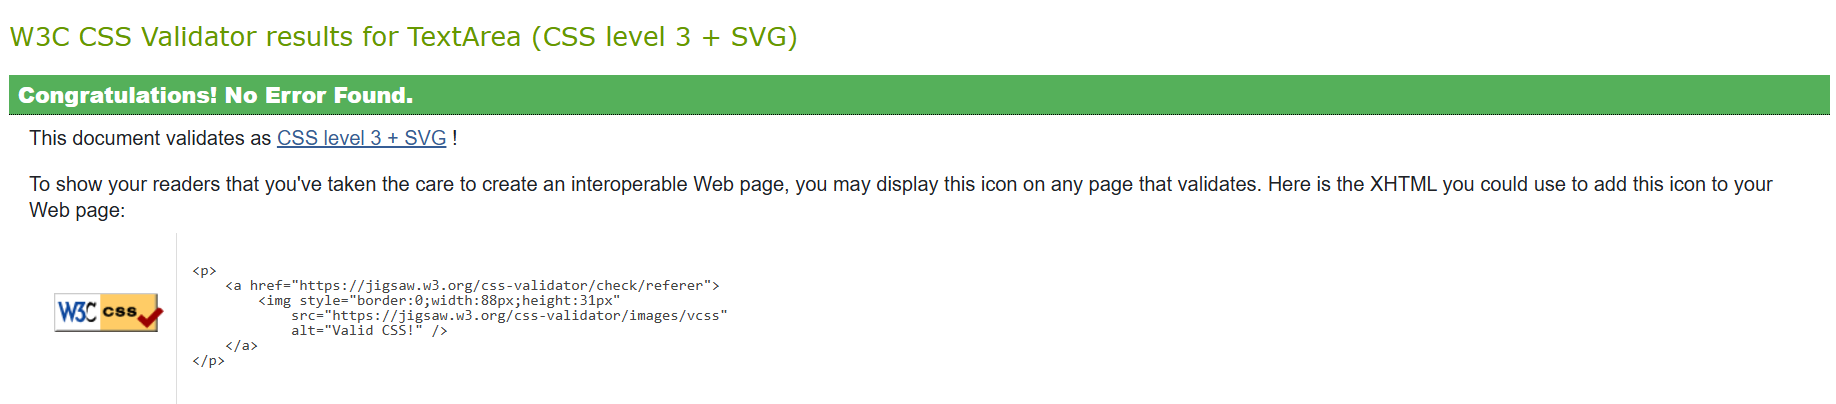 W3C CSS Validator results for TextArea (CSS level 3 + SVG)
Congratulations! No Error Found.
This document validates as CSS level 3 + SVG !
To show your readers that you've taken the care to create an interoperable Web page, you may display this icon on any page that validates. Here is the XHTML you could use to add this icon to your
Web page:
W3C css
<p>
    <a href="https://jigsaw.w3.org/css-validator/check/referer">
        <img style="border:0;width:88px;height:31px"
            src="https://jigsaw.w3.org/css-validator/images/vcss"
            alt="Valid CSS!" />
    </a>
</p>